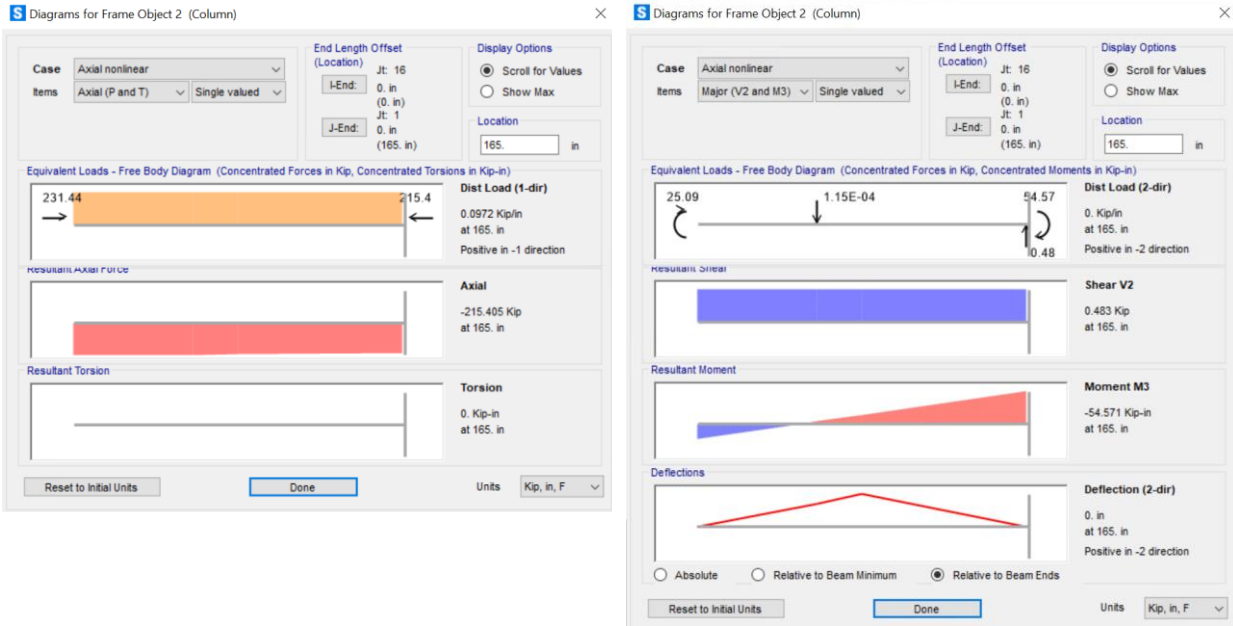 S Diagrams for Frame Object 2 (Column)
End Length Offset
(Location)
Display Options
Case
Axial nonlinear
Jt: 16
I-End:
0. in
(0. in)
Scroll for Values
Items
Axial (P and T)
Single valued
Show Max
Jt: 1
J-End:
0. in
(165. in)
Location
165.
in
Equivalent Loads - Free Body Diagram (Concentrated Forces in Kip, Concentrated Torsions in Kip-in)
231.44
215.4
Dist Load (1-dir)
0.0972 Kip/in
at 165. in
Positive in -1 direction
Resultant Axial Force
Axial
-215.405 Kip
at 165. in
Resultant Torsion
Torsion
0. Kip-in
at 165. in
Reset to Initial Units
Done
Units
Kip, in, F
S Diagrams for Frame Object 2 (Column)
End Length Offset
(Location)
Display Options
Case
Axial nonlinear
Jt: 16
I-End:
0. in
(0. in)
Scroll for Values
Items
Major (V2 and M3)
Single valued
Show Max
Jt: 1
J-End:
0. in
(165. in)
Location
165.
in
Equivalent Loads - Free Body Diagram (Concentrated Forces in Kip, Concentrated Moments in Kip-in)
25.09
1.15E-04
54.57
0.48
Dist Load (2-dir)
0. Kip/in
at 165. in
Positive in -2 direction
Resultant Shear
Shear V2
0.483 Kip
at 165. in
Resultant Moment
Moment M3
-54.571 Kip-in
at 165. in
Deflections
Deflection (2-dir)
0. in
at 165. in
Positive in -2 direction
Absolute
Relative to Beam Minimum
Relative to Beam Ends
Reset to Initial Units
Done
Units
Kip, in, F